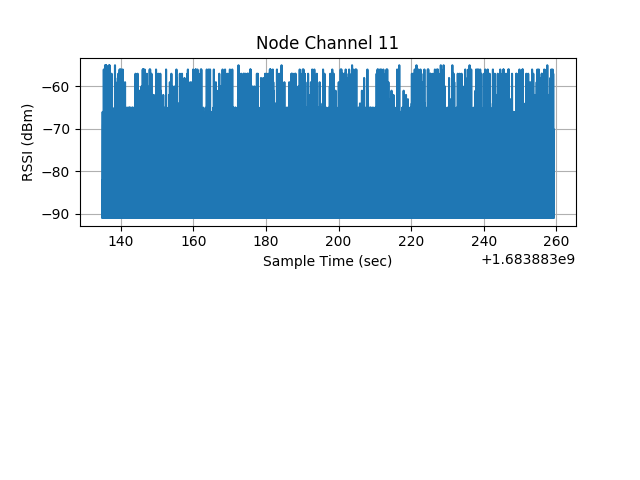 Node Channel 11
RSSI (dBm)
−60
−70
−80
−90
140 160 180 200 220 240 260
Sample Time (sec)
+1.683883e9